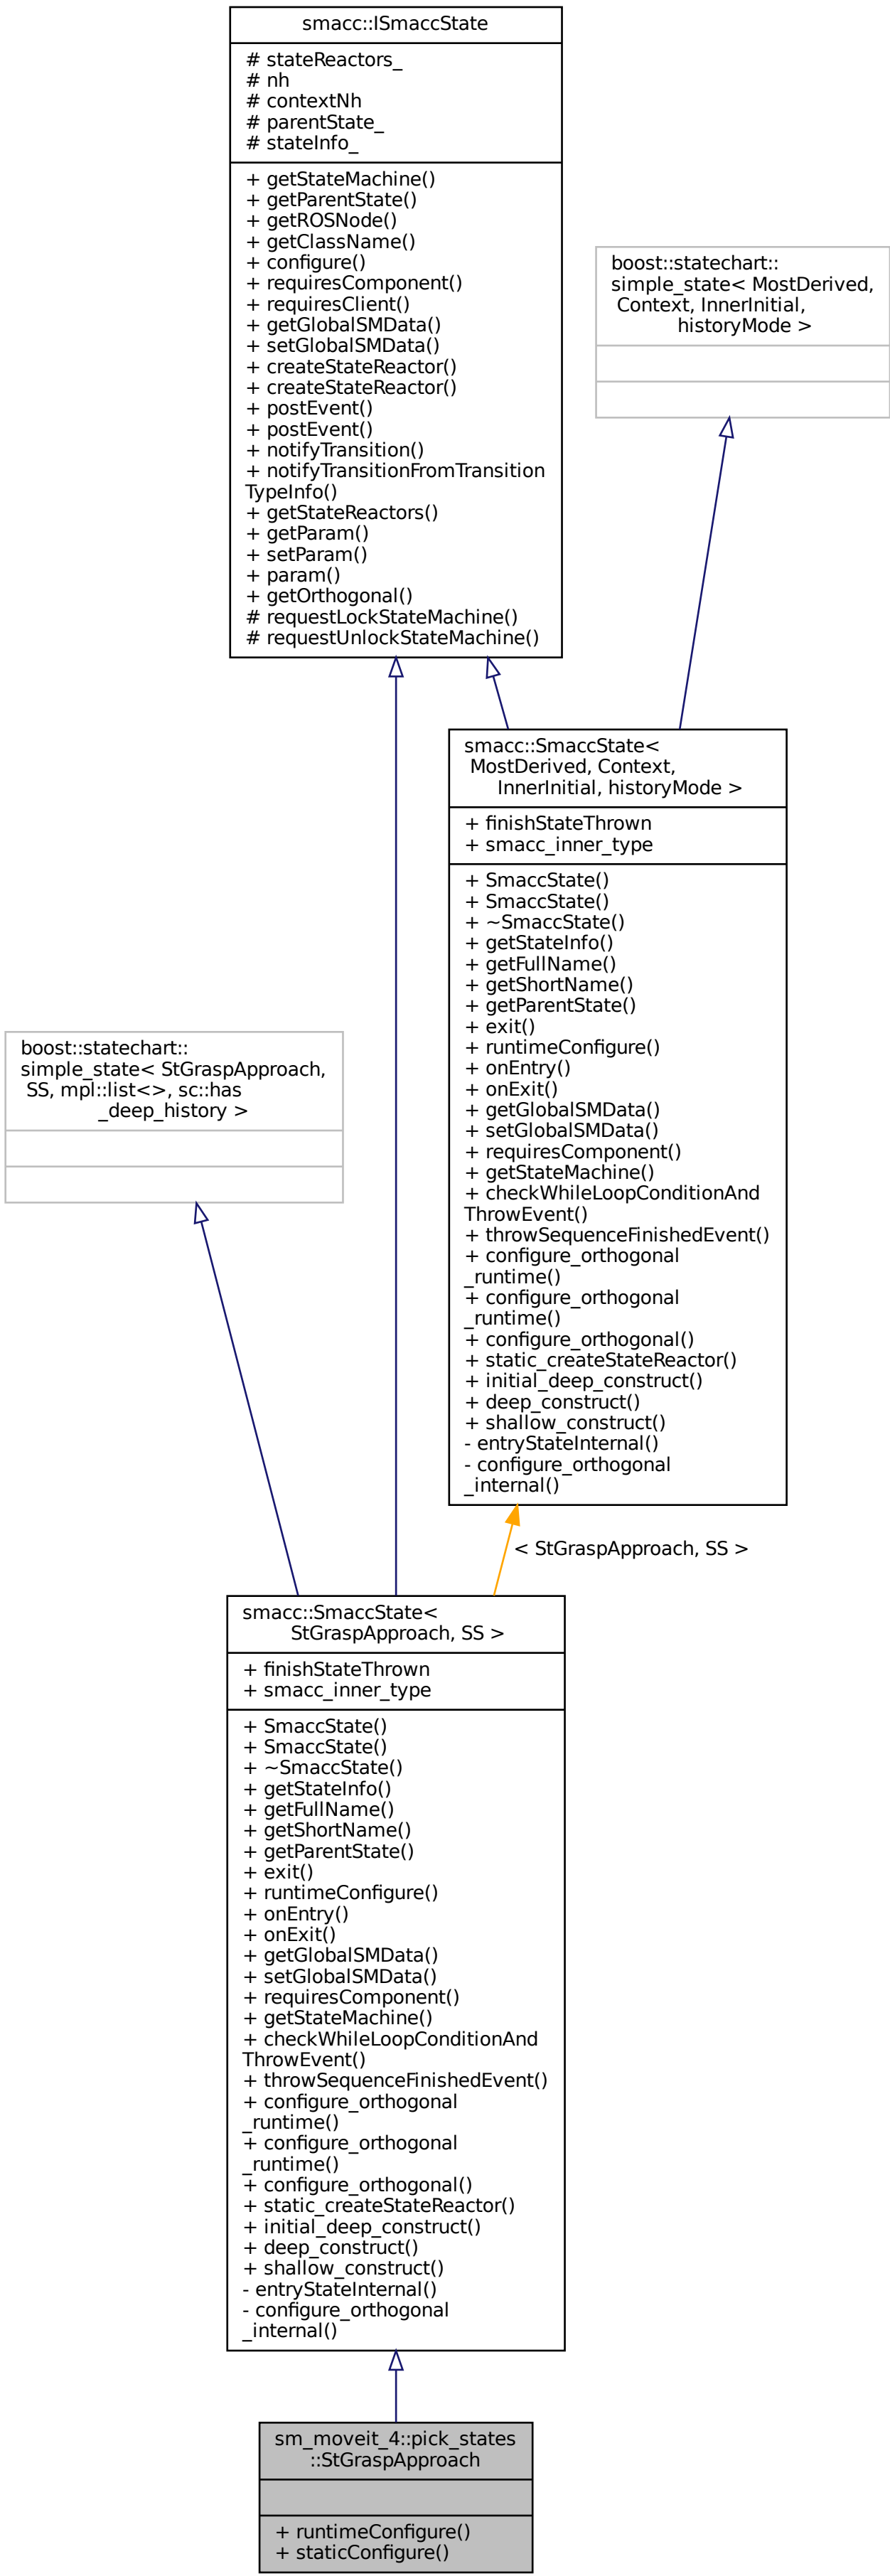 smacc::ISmaccState
# stateReactors_
# nh
# contextNh
# parentState_
# stateInfo_
+ getStateMachine()
+ getParentState()
+ getROSNode()
+ getClassName()
+ configure()
+ requiresComponent()
+ requiresClient()
+ getGlobalSMData()
+ setGlobalSMData()
+ createStateReactor()
+ createStateReactor()
+ postEvent()
+ postEvent()
+ notifyTransition()
+ notifyTransitionFromTransition
TypeInfo()
+ getStateReactors()
+ getParam()
+ setParam()
+ param()
+ getOrthogonal()
# requestLockStateMachine()
# requestUnlockStateMachine()
boost::statechart::
simple_state< MostDerived,
Context, InnerInitial,
historyMode >
smacc::SmaccState<
MostDerived, Context,
InnerInitial, historyMode >
+ finishStateThrown
+ smacc_inner_type
+ SmaccState()
+ SmaccState()
+ ~SmaccState()
+ getStateInfo()
+ getFullName()
+ getShortName()
+ getParentState()
+ exit()
+ runtimeConfigure()
+ onEntry()
+ onExit()
+ getGlobalSMData()
+ setGlobalSMData()
+ requiresComponent()
+ getStateMachine()
+ checkWhileLoopConditionAnd
ThrowEvent()
+ throwSequenceFinishedEvent()
+ configure_orthogonal
_runtime()
+ configure_orthogonal
_runtime()
+ configure_orthogonal()
+ static_createStateReactor()
+ initial_deep_construct()
+ deep_construct()
+ shallow_construct()
- entryStateInternal()
- configure_orthogonal
_internal()
boost::statechart::
simple_state< StGraspApproach,
SS, mpl::list<>, sc::has
_deep_history >
< StGraspApproach, SS >
smacc::SmaccState<
StGraspApproach, SS >
+ finishStateThrown
+ smacc_inner_type
+ SmaccState()
+ SmaccState()
+ ~SmaccState()
+ getStateInfo()
+ getFullName()
+ getShortName()
+ getParentState()
+ exit()
+ runtimeConfigure()
+ onEntry()
+ onExit()
+ getGlobalSMData()
+ setGlobalSMData()
+ requiresComponent()
+ getStateMachine()
+ checkWhileLoopConditionAnd
ThrowEvent()
+ throwSequenceFinishedEvent()
+ configure_orthogonal
_runtime()
+ configure_orthogonal
_runtime()
+ configure_orthogonal()
+ static_createStateReactor()
+ initial_deep_construct()
+ deep_construct()
+ shallow_construct()
- entryStateInternal()
- configure_orthogonal
_internal()
sm_moveit_4::pick_states
::StGraspApproach
+ runtimeConfigure()
+ staticConfigure()